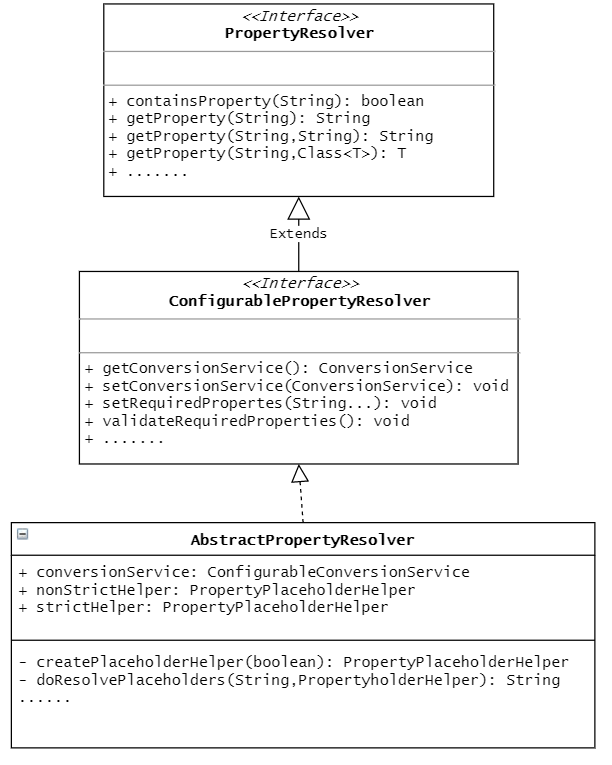 <<Interface>>
PropertyResolver
+ containsProperty(String): boolean
+ getProperty(String): String
+ getProperty(String,String): String
+ getProperty(String,Class<T>): T
+ .......
Extends
<<Interface>>
ConfigurablePropertyResolver
+ getConversionService(): ConversionService
+ setConversionService(ConversionService): void
+ setRequiredPropertes(String...): void
+ validateRequiredProperties(): void
+ .......
AbstractPropertyResolver
+ conversionService: ConfigurableConversionService
+ nonStrictHelper: PropertyPlaceholderHelper
+ strictHelper: PropertyPlaceholderHelper
- createPlaceholderHelper(boolean): PropertyPlaceholderHelper
- doResolvePlaceholders(String,PropertyholderHelper): String
......